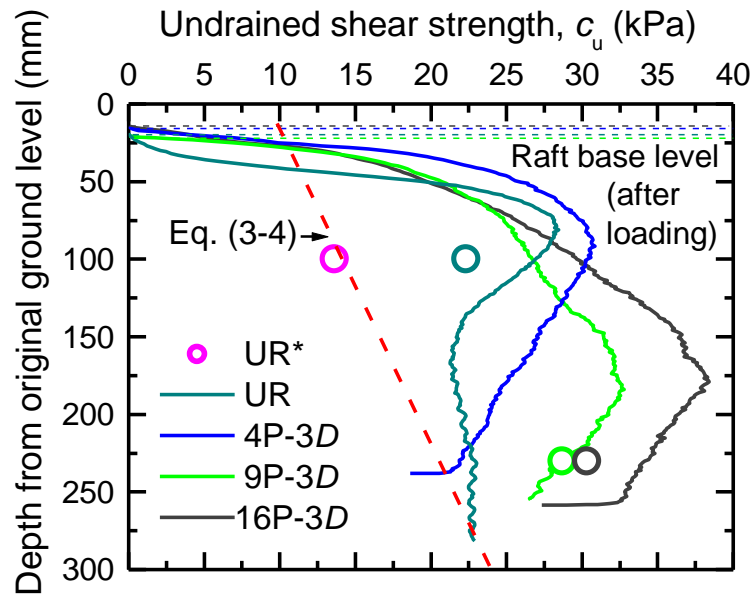 Undrained shear strength, cu (kPa)
0 5 10 15 20 25 30 35 40
Depth from original ground level (mm)
0
50
100
150
200
250
300
Raft base level
(after
loading)
Eq. (3-4)
UR*
UR
4P-3D
9P-3D
16P-3D